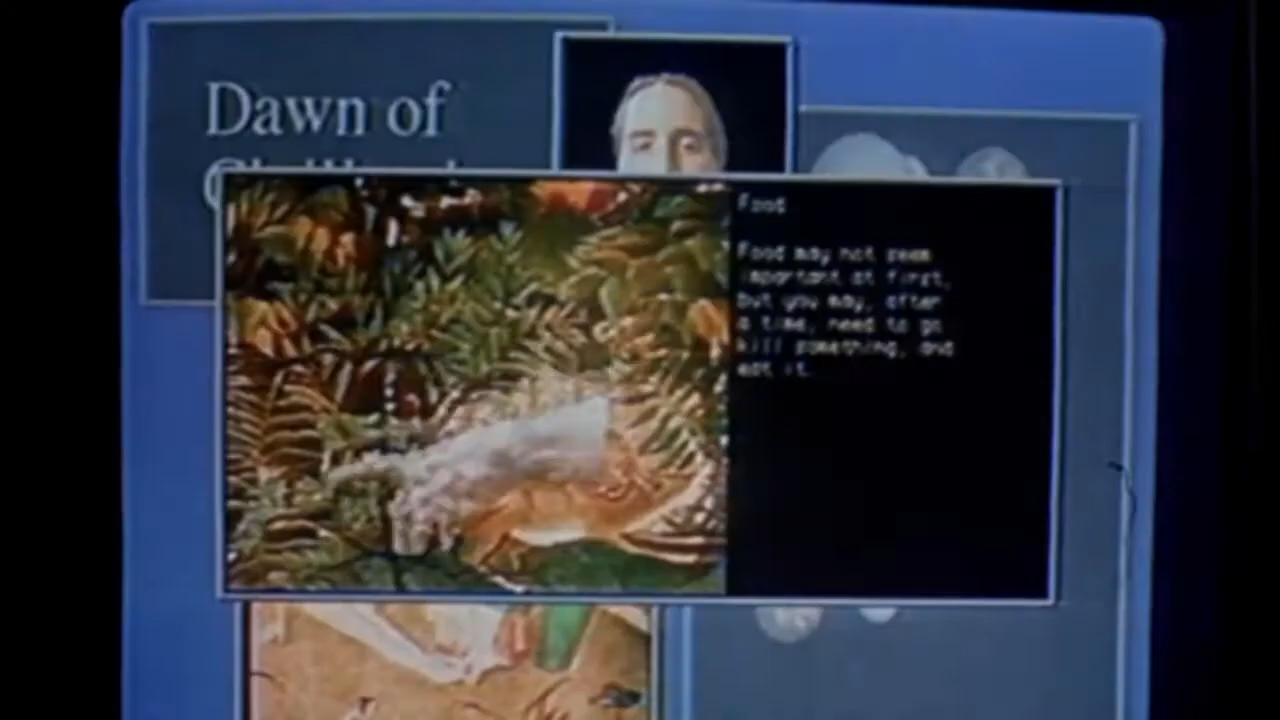 Dawn of
Food
Food may not seem
important at first,
but you may, after
a time, need to go
kill something, and
eat it.